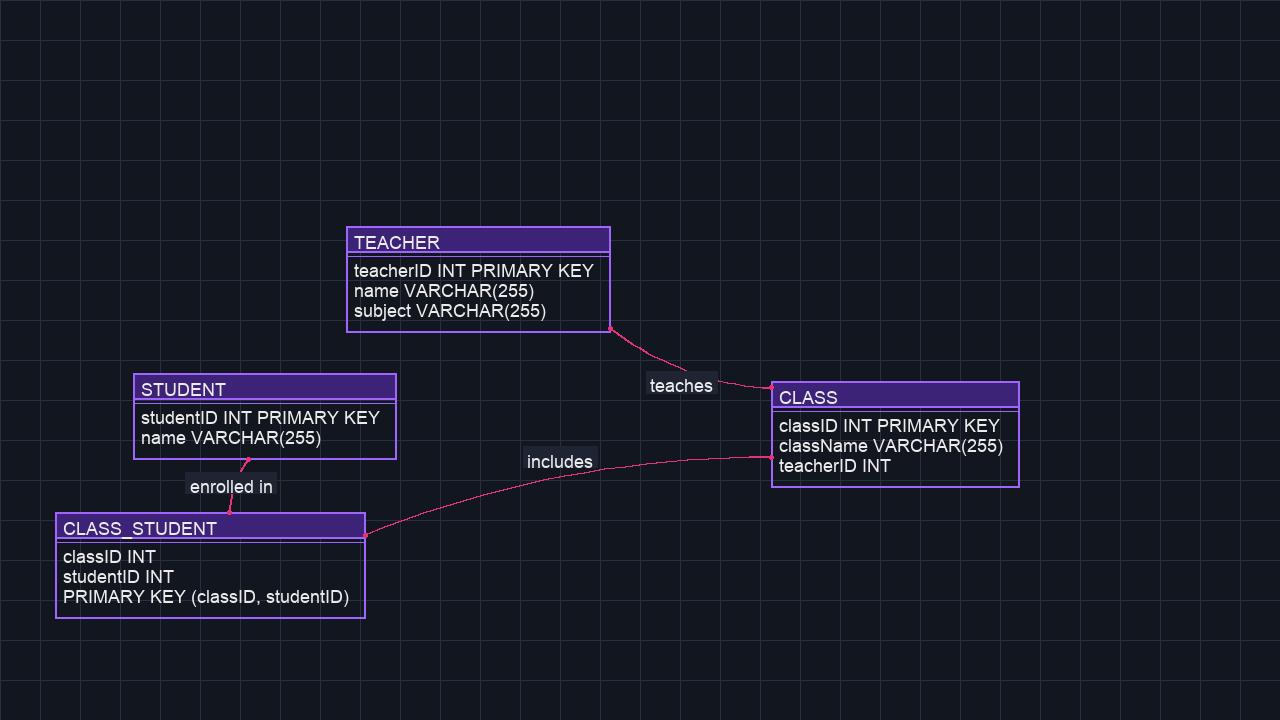 TEACHER
teacherID INT PRIMARY KEY
name VARCHAR(255)
subject VARCHAR(255)
teaches
STUDENT
studentID INT PRIMARY KEY
name VARCHAR(255)
CLASS
classID INT PRIMARY KEY
className VARCHAR(255)
teacherID INT
includes
enrolled in
CLASS_STUDENT
classID INT
studentID INT
PRIMARY KEY (classID, studentID)